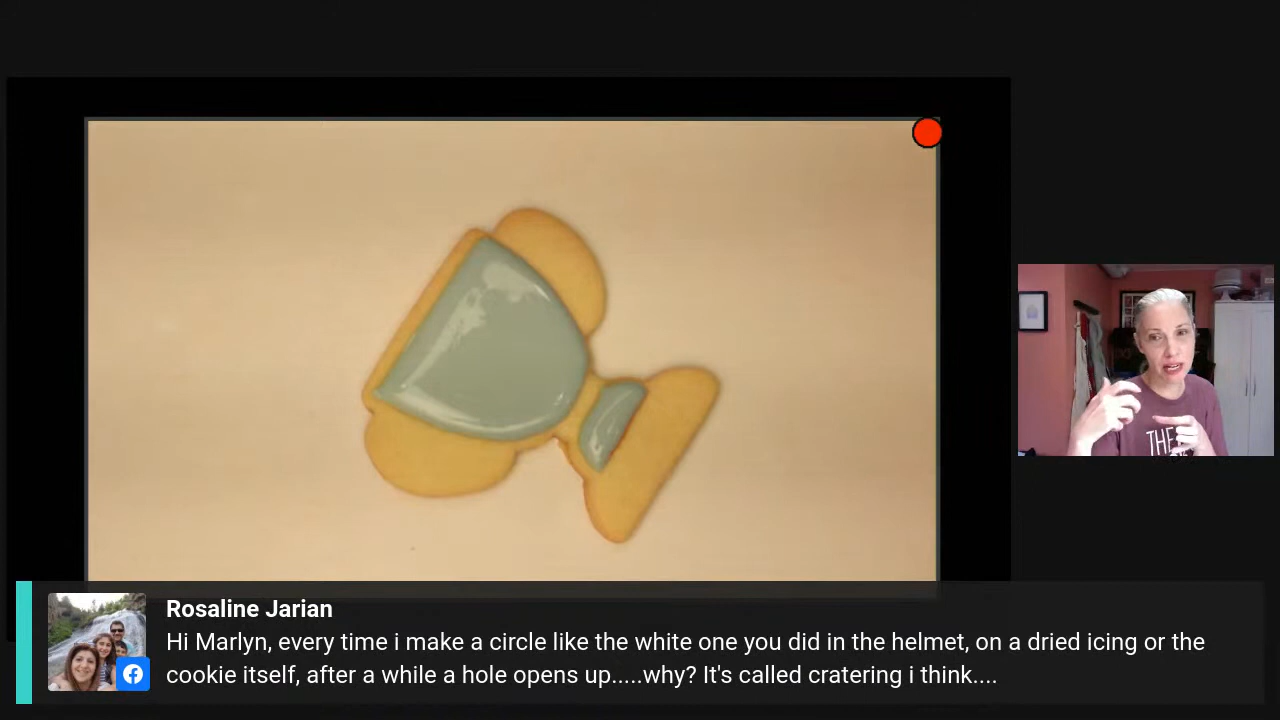 THE
Rosaline Jarian
Hi Marlyn, every time i make a circle like the white one you did in the helmet, on a dried icing or the
cookie itself, after a while a hole opens up.....why? It's called cratering i think....